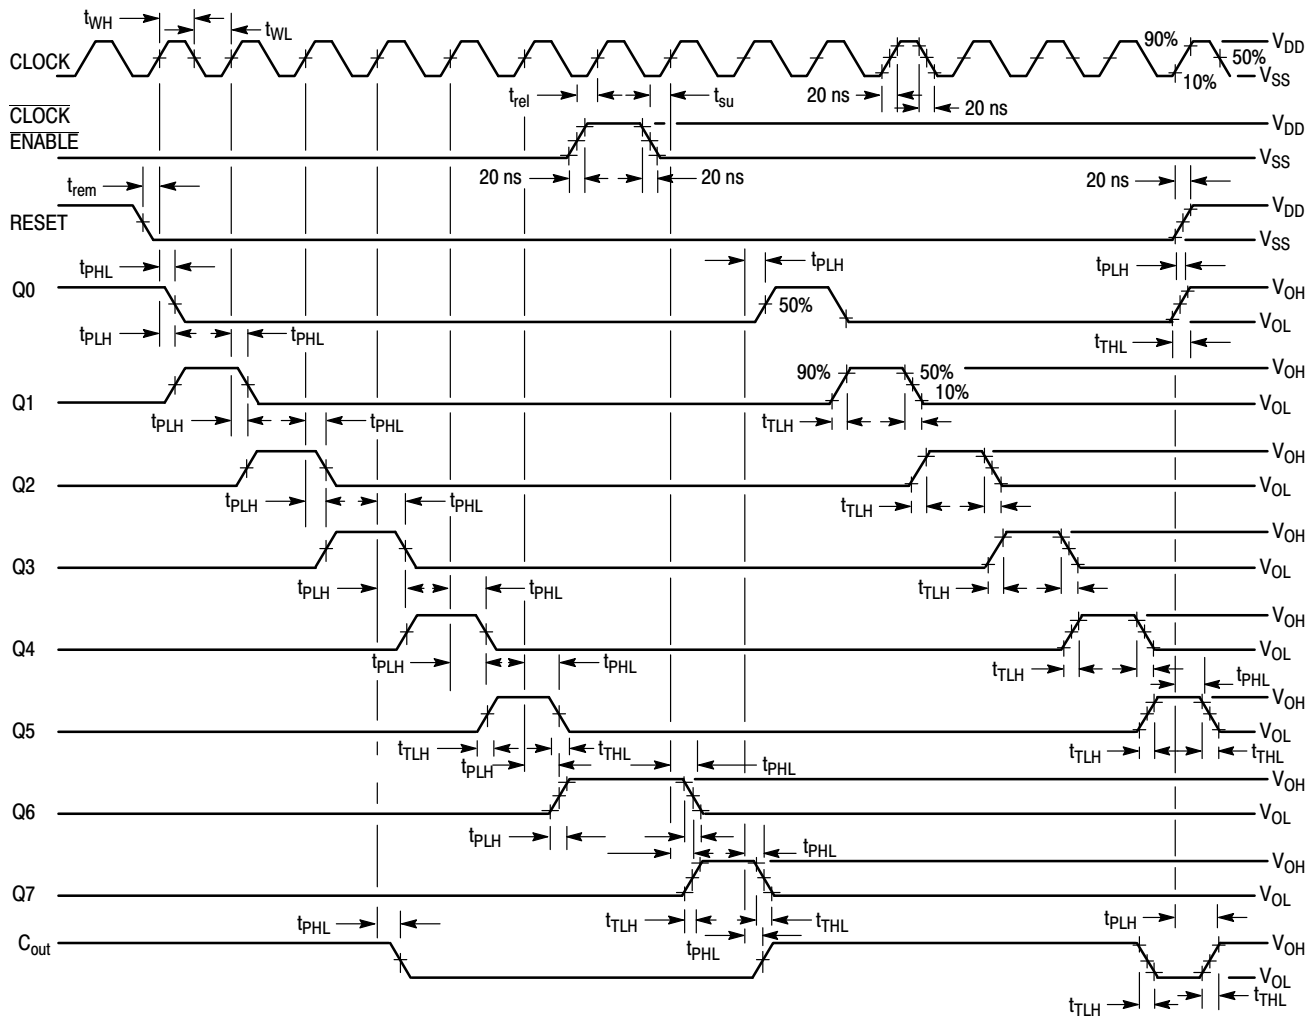 tWH
tWL
CLOCK
90%
VDD
50%
10%
VSS
trel
tsu
20 ns
20 ns
CLOCK
ENABLE
VDD
VSS
20 ns
20 ns
trem
20 ns
RESET
VDD
VSS
tPHL
tPLH
tPLH
Q0
50%
VOH
VOL
tPLH
tPHL
tTHL
Q1
90%
50%
10%
VOH
VOL
tPLH
tPHL
tTLH
Q2
VOH
VOL
tPLH
tPHL
tTLH
Q3
VOH
VOL
tPLH
tPHL
tTLH
Q4
VOH
VOL
tPLH
tPHL
tTLH
tPHL
Q5
VOH
VOL
tTLH
tTHL
tTLH
tTHL
tPLH
tPHL
Q6
VOH
VOL
tPLH
tPHL
Q7
VOH
VOL
tPHL
tTLH
tTHL
tPLH
tPHL
Cout
VOH
VOL
tTLH
tTHL